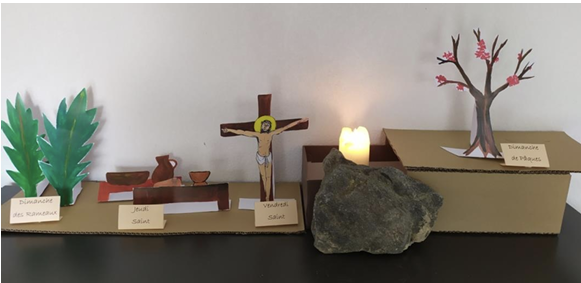 Dimanche
des Rameaux
Jeudi
Saint
Vendredi
Saint
Dimanche
de Pâques